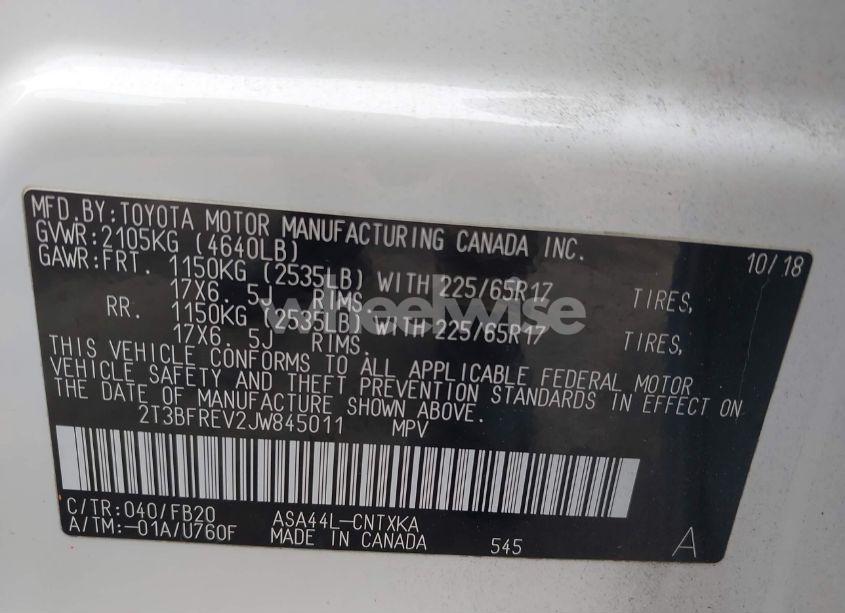 MFD.BY:TOYOTA MOTOR MANUFACTURING CANADA INC. 10/18
GVWR:2105KG (4640LB)
GAWR:FRT. 1150KG (2535LB) WITH 225/65R17 TIRES,
17X6. 5J RIMS.
RR. 1150KG (2535LB) WITH 225/65R17 TIRES,
17X6. 5J RIMS.
THIS VEHICLE CONFORMS TO ALL APPLICABLE FEDERAL MOTOR
VEHICLE SAFETY AND THEFT PREVENTION STANDARDS IN EFFECT ON
THE DATE OF MANUFACTURE SHOWN ABOVE.
2T3BFREV2JW845011 MPV
C/TR:040/FB20 ASA44L-CNTXKA
A/TM:-01A/U760F MADE IN CANADA 545 A
wheelwise